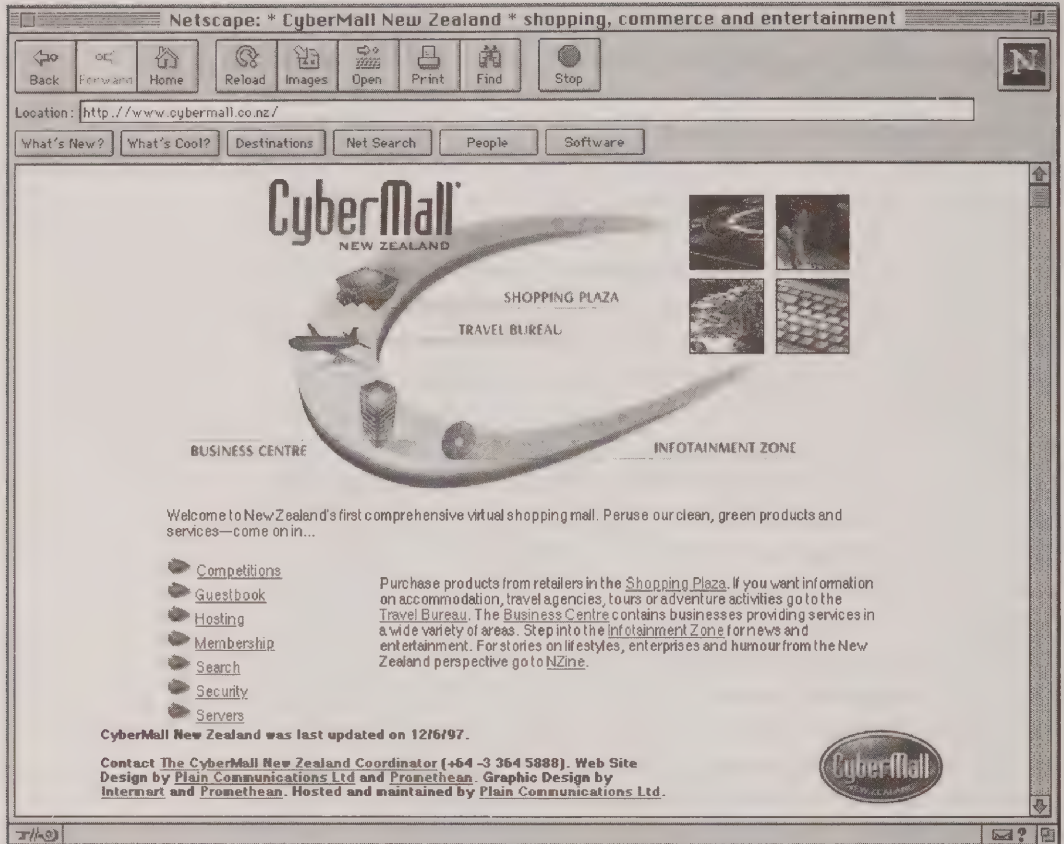 Netscape: * CyberMall New Zealand * shopping, commerce and entertainment
Back Forward Home Reload Images Open Print Find Stop
N
Location: http://www.cybermall.co.nz/
What's New? What's Cool? Destinations Net Search People Software
CyberMall
NEW ZEALAND
SHOPPING PLAZA
TRAVEL BUREAU
BUSINESS CENTRE
INFOTAINMENT ZONE
Welcome to New Zealand's first comprehensive virtual shopping mall. Peruse our clean, green products and
services—come on in...
Competitions
Guestbook
Hosting
Membership
Search
Security
Servers
Purchase products from retailers in the Shopping Plaza. If you want information
on accommodation, travel agencies, tours or adventure activities go to the
Travel Bureau. The Business Centre contains businesses providing services in
a wide variety of areas. Step into the Infotainment Zone for news and
entertainment. For stories on lifestyles, enterprises and humour from the New
Zealand perspective go to NZine.
CyberMall New Zealand was last updated on 12/6/97.
Contact The CyberMall New Zealand Coordinator (+64 -3 364 5888). Web Site
Design by Plain Communications Ltd and Promethean. Graphic Design by
Intermart and Promethean. Hosted and maintained by Plain Communications Ltd.
CyberMall
NEW ZEALAND
?